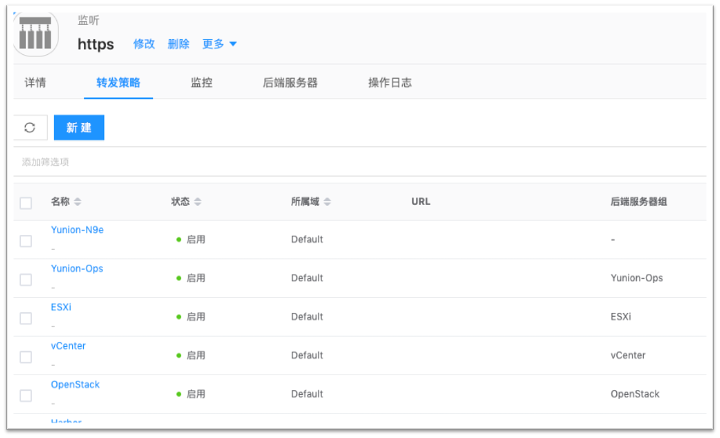 监听
https 修改 删除 更多
详情 转发策略 监控 后端服务器 操作日志
新建
添加筛选项
名称 状态 所属域 URL 后端服务器组
Yunion-N9e 启用 Default -
-
Yunion-Ops 启用 Default Yunion-Ops
-
ESXi 启用 Default ESXi
-
vCenter 启用 Default vCenter
-
OpenStack 启用 Default OpenStack
-
Harbor